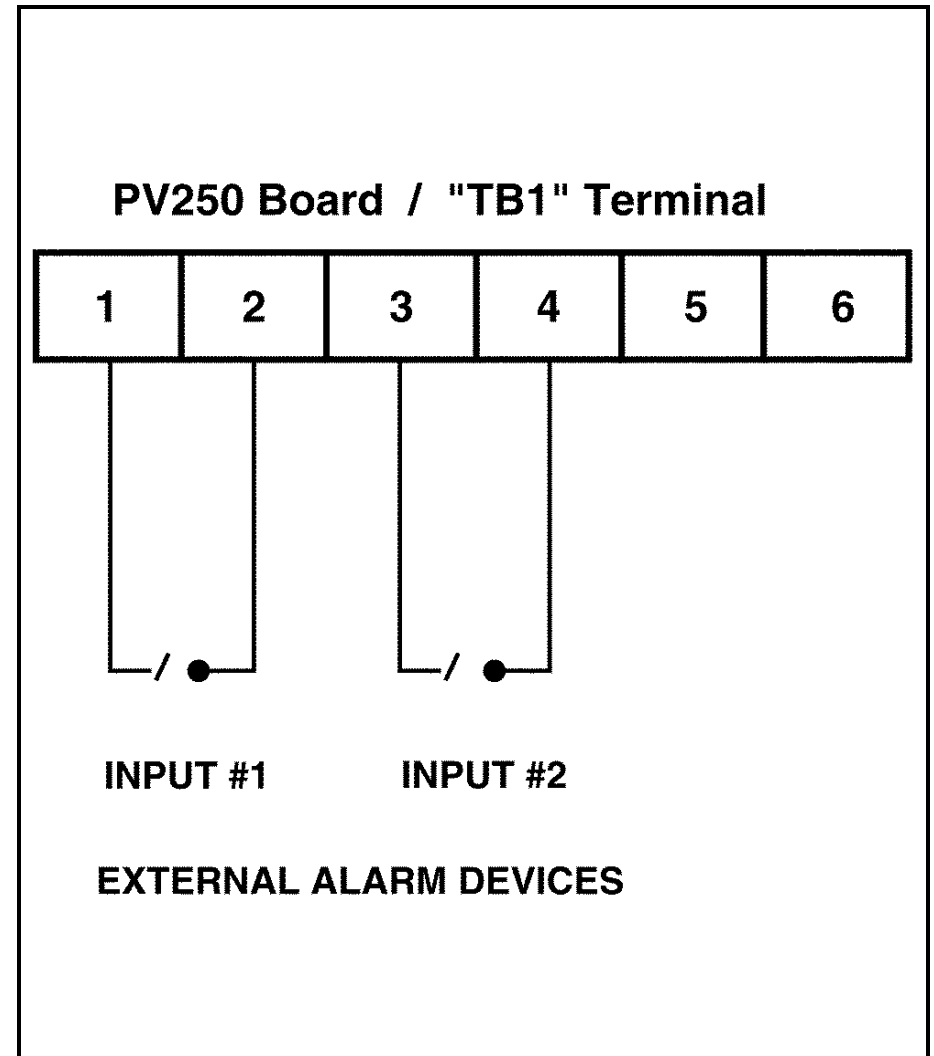 PV250 Board / "TB1" Terminal
1 2 3 4 5 6
INPUT #1 INPUT #2
EXTERNAL ALARM DEVICES